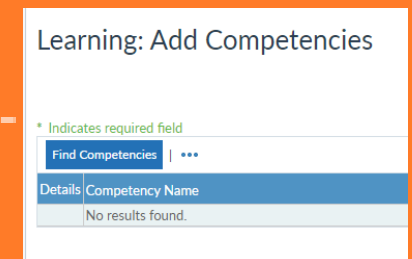 Learning: Add Competencies
* Indicates required field
Find Competencies | •••
Details Competency Name
No results found.